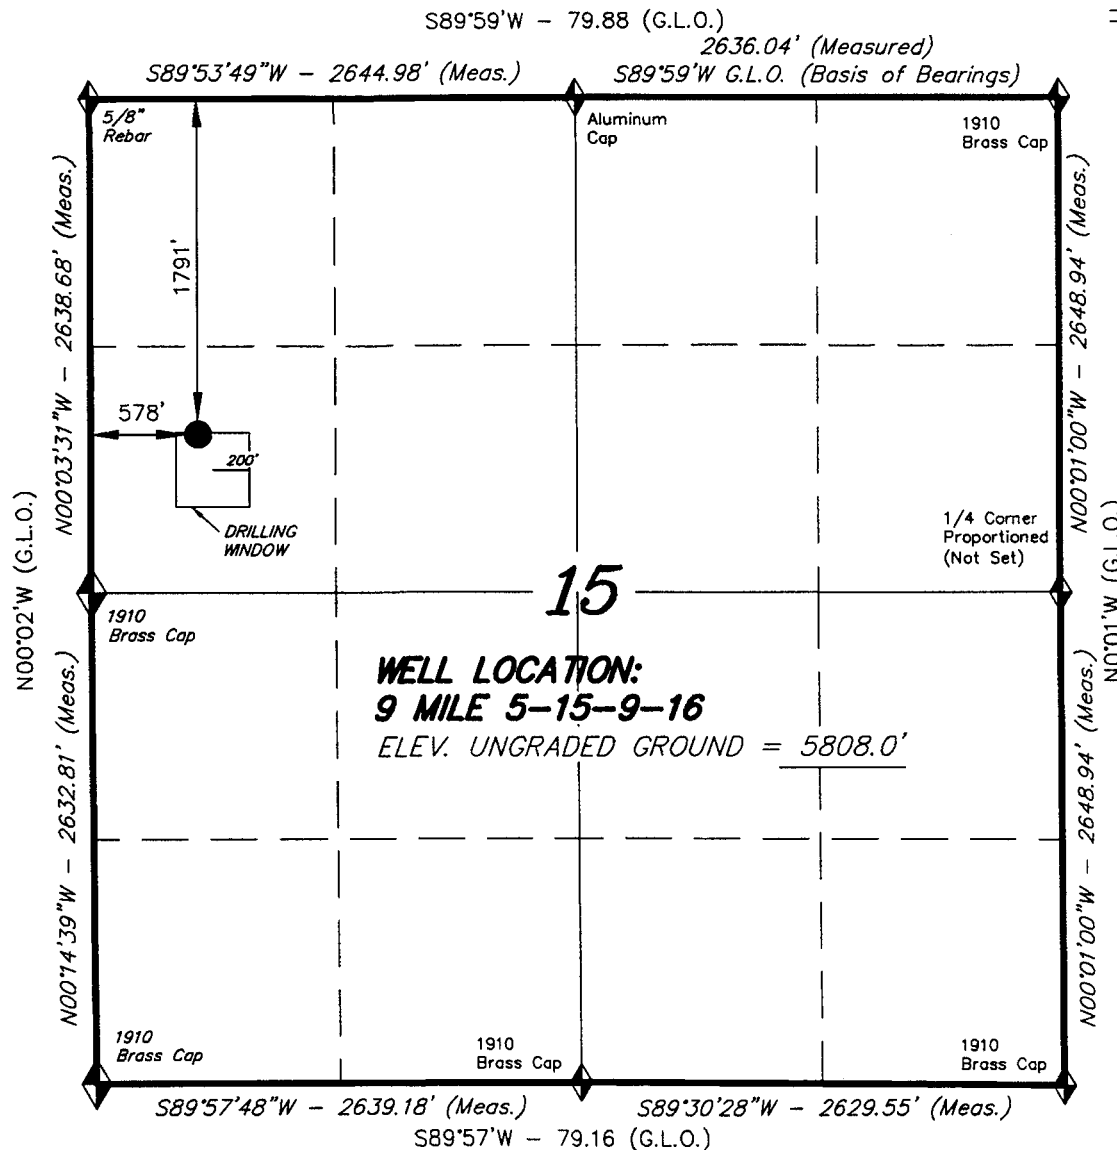 S89°59'W - 79.88 (G.L.O.)
2636.04' (Measured)
S89°53'49"W - 2644.98' (Meas.)
S89°59'W G.L.O. (Basis of Bearings)
5/8"
Rebar
Aluminum
Cap
1910
Brass Cap
N00°03'31"W - 2638.68' (Meas.)
1791'
N00°01'00"W - 2648.94' (Meas.)
578'
200'
DRILLING
WINDOW
N00°02'W (G.L.O.)
1/4 Corner
Proportioned
(Not Set)
N0°01'W (G.L.O.)
15
1910
Brass Cap
WELL LOCATION:
9 MILE 5-15-9-16
ELEV. UNGRADED GROUND = 5808.0'
N00°14'39"W - 2632.81' (Meas.)
N00°01'00"W - 2648.94' (Meas.)
1910
Brass Cap
1910
Brass Cap
1910
Brass Cap
S89°57'48"W - 2639.18' (Meas.)
S89°30'28"W - 2629.55' (Meas.)
S89°57'W - 79.16 (G.L.O.)